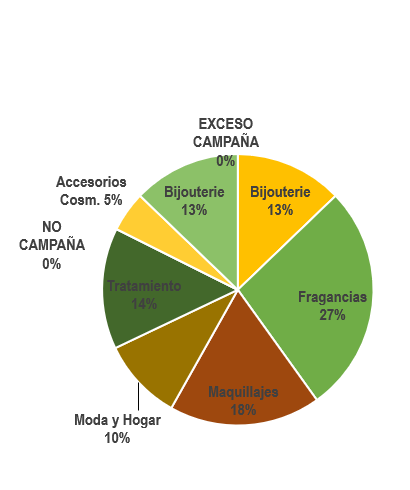 EXCESO
CAMPAÑA
0%
Bijouterie
13%
Bijouterie
13%
Accesorios
Cosm. 5%
NO
CAMPAÑA
0%
Tratamiento
14%
Fragancias
27%
Maquillajes
18%
Moda y Hogar
10%